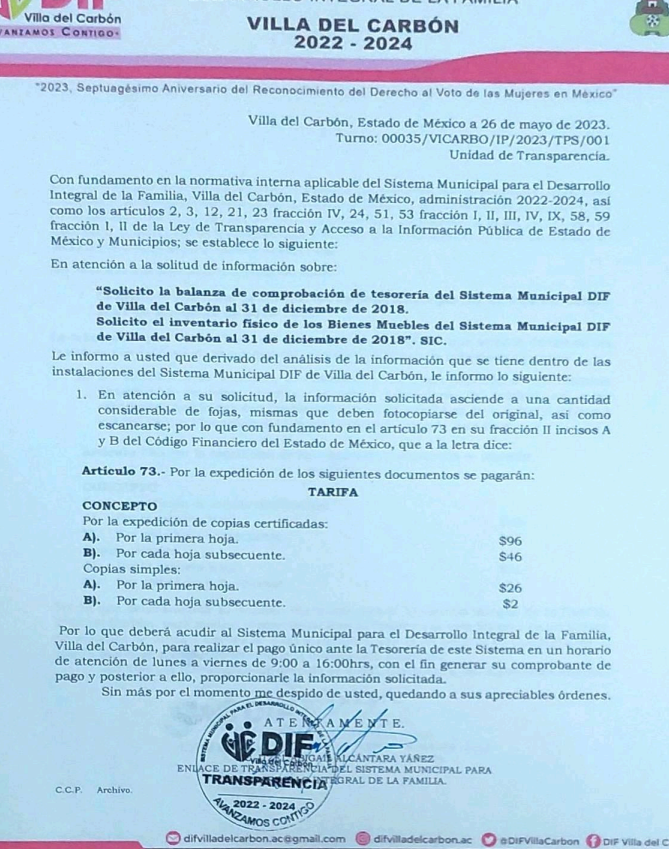 DIF
Villa del Carbón
AVANZAMOS CONTIGO
VILLA DEL CARBÓN
2022 - 2024
"2023, Septuagésimo Aniversario del Reconocimiento del Derecho al Voto de las Mujeres en México"
Villa del Carbón, Estado de México a 26 de mayo de 2023.
Turno: 00035/VICARBO/IP/2023/TPS/001
Unidad de Transparencia.
Con fundamento en la normativa interna aplicable del Sistema Municipal para el Desarrollo
Integral de la Familia, Villa del Carbón, Estado de México, administración 2022-2024, así
como los artículos 2, 3, 12, 21, 23 fracción IV, 24, 51, 53 fracción I, II, III, IV, IX, 58, 59
fracción I, II de la Ley de Transparencia y Acceso a la Información Pública de Estado de
México y Municipios; se establece lo siguiente:
En atención a la solitud de información sobre:
"Solicito la balanza de comprobación de tesorería del Sistema Municipal DIF
de Villa del Carbón al 31 de diciembre de 2018.
Solicito el inventario físico de los Bienes Muebles del Sistema Municipal DIF
de Villa del Carbón al 31 de diciembre de 2018". SIC.
Le informo a usted que derivado del análisis de la información que se tiene dentro de las
instalaciones del Sistema Municipal DIF de Villa del Carbón, le informo lo siguiente:
1. En atención a su solicitud, la información solicitada asciende a una cantidad
considerable de fojas, mismas que deben fotocopiarse del original, así como
escanearse; por lo que con fundamento en el artículo 73 en su fracción II incisos A
y B del Código Financiero del Estado de México, que a la letra dice:
Artículo 73.- Por la expedición de los siguientes documentos se pagarán:
TARIFA
CONCEPTO
Por la expedición de copias certificadas:
A). Por la primera hoja. $96
B). Por cada hoja subsecuente. $46
Copias simples:
A). Por la primera hoja. $26
B). Por cada hoja subsecuente. $2
Por lo que deberá acudir al Sistema Municipal para el Desarrollo Integral de la Familia,
Villa del Carbón, para realizar el pago único ante la Tesorería de este Sistema en un horario
de atención de lunes a viernes de 9:00 a 16:00hrs, con el fin generar su comprobante de
pago y posterior a ello, proporcionarle la información solicitada.
Sin más por el momento me despido de usted, quedando a sus apreciables órdenes.
ATENTAMENTE.
ALCÁNTARA YÁÑEZ
ENLACE DE TRANSPARENCIA DEL SISTEMA MUNICIPAL PARA
INTEGRAL DE LA FAMILIA.
SISTEMA MUNICIPAL PARA EL DESARROLLO INTEGRAL DE LA
DIF
Villa del Carbón
TRANSPARENCIA
2022 - 2024
AVANZAMOS CONTIGO
C.C.P. Archivo.
difvilladelcarbon.ac@gmail.com difvilladelcarbon.ac @DIFVillaCarbon DIF Villa del C